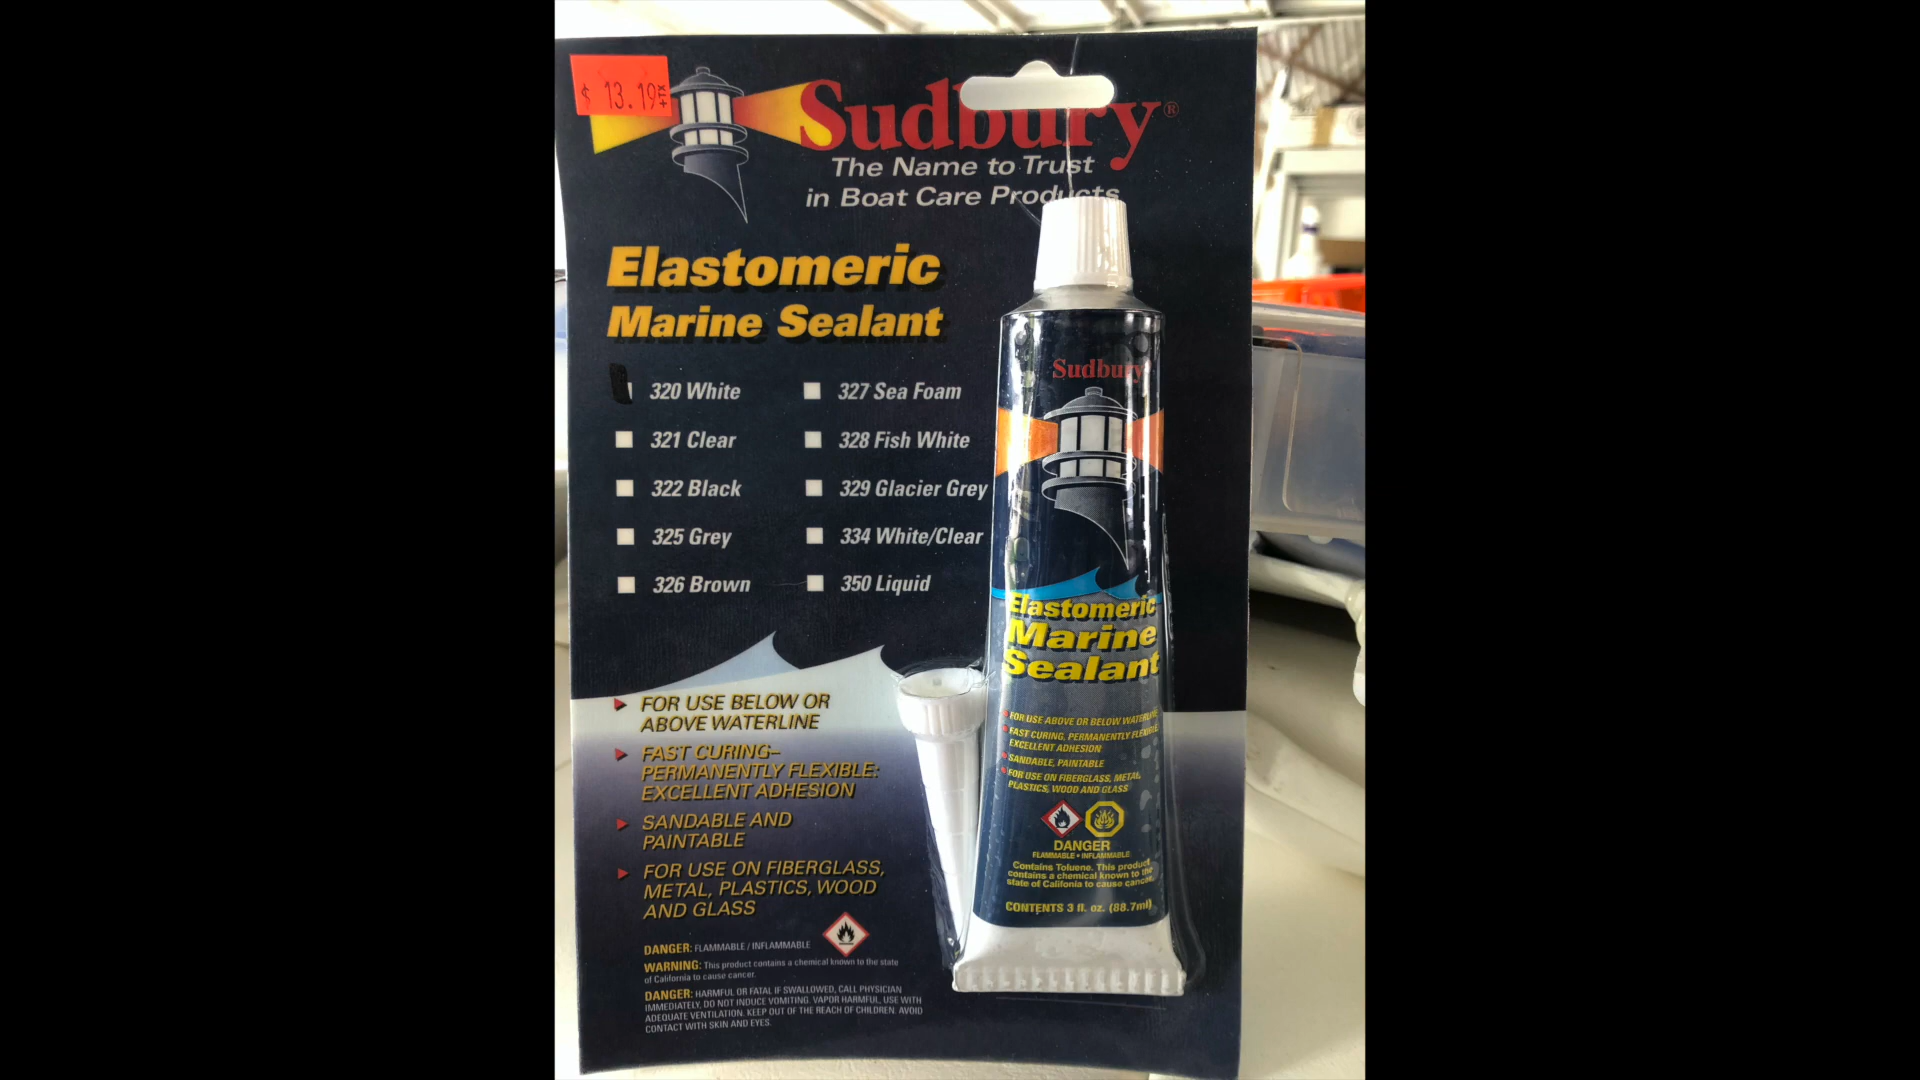 $ 13.19 +TX
Sudbury®
The Name to Trust
in Boat Care Products
Elastomeric
Marine Sealant
320 White
321 Clear
322 Black
325 Grey
326 Brown
327 Sea Foam
328 Fish White
329 Glacier Grey
334 White/Clear
350 Liquid
FOR USE BELOW OR
ABOVE WATERLINE
FAST CURING–
PERMANENTLY FLEXIBLE:
EXCELLENT ADHESION
SANDABLE AND
PAINTABLE
FOR USE ON FIBERGLASS,
METAL, PLASTICS, WOOD
AND GLASS
DANGER: FLAMMABLE / INFLAMMABLE
WARNING: This product contains a chemical known to the state
of California to cause cancer.
DANGER: HARMFUL OR FATAL IF SWALLOWED, CALL PHYSICIAN
IMMEDIATELY, DO NOT INDUCE VOMITING. VAPOR HARMFUL, USE WITH
ADEQUATE VENTILATION. KEEP OUT OF THE REACH OF CHILDREN. AVOID
CONTACT WITH SKIN AND EYES.
Sudbury
Elastomeric
Marine
Sealant
FOR USE ABOVE OR BELOW WATERLINE
FAST CURING, PERMANENTLY FLEXIBLE
EXCELLENT ADHESION
SANDABLE, PAINTABLE
FOR USE ON FIBERGLASS, METAL,
PLASTICS, WOOD AND GLASS
DANGER
FLAMMABLE • INFLAMMABLE
Contains Toluene. This product
contains a chemical known to the
state of Califonia to cause cancer.
CONTENTS 3 fl. oz. (88.7ml)